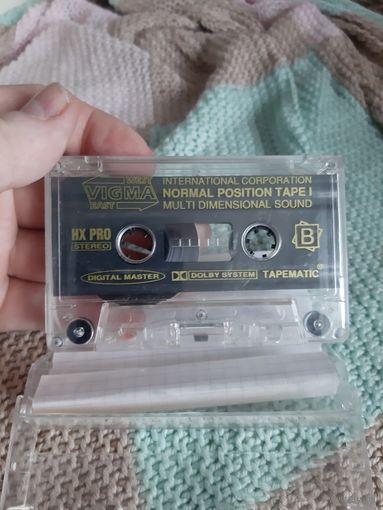 WEST
VIGMA
EAST
INTERNATIONAL CORPORATION
NORMAL POSITION TAPE I
MULTI DIMENSIONAL SOUND
HX PRO
STEREO
B
DIGITAL MASTER
DOLBY SYSTEM
TAPEMATIC